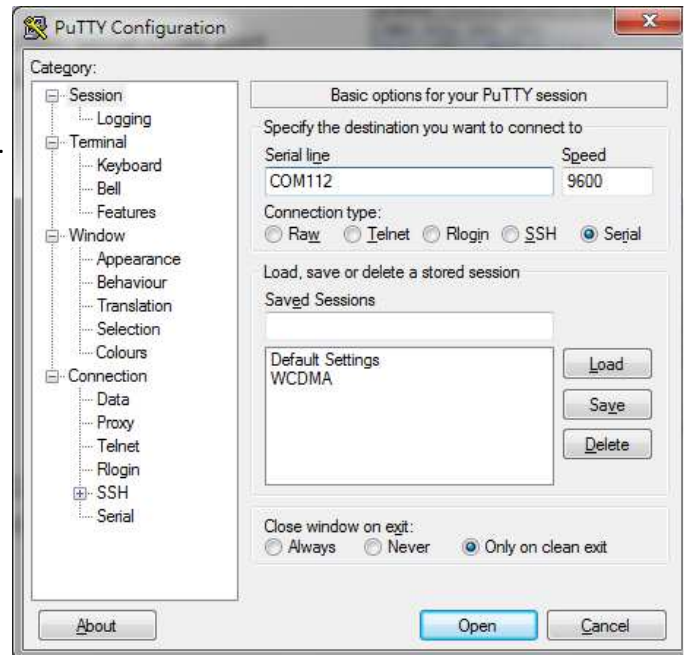 PuTTY Configuration
Category:
Session
Logging
Terminal
Keyboard
Bell
Features
Window
Appearance
Behaviour
Translation
Selection
Colours
Connection
Data
Proxy
Telnet
Rlogin
SSH
Serial
Basic options for your PuTTY session
Specify the destination you want to connect to
Serial line Speed
COM112 9600
Connection type:
Raw Telnet Rlogin SSH Serial
Load, save or delete a stored session
Saved Sessions
Default Settings
WCDMA
Load
Save
Delete
Close window on exit:
Always Never Only on clean exit
About Open Cancel